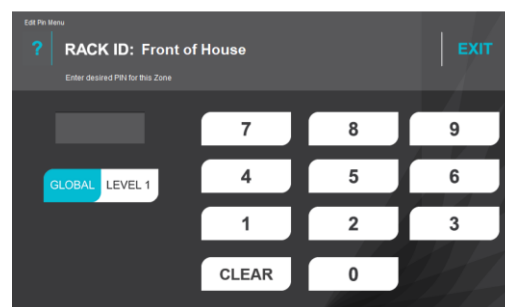 Edit Pin Menu
? RACK ID: Front of House EXIT
Enter desired PIN for this Zone
7 8 9
GLOBAL LEVEL 1 4 5 6
1 2 3
CLEAR 0